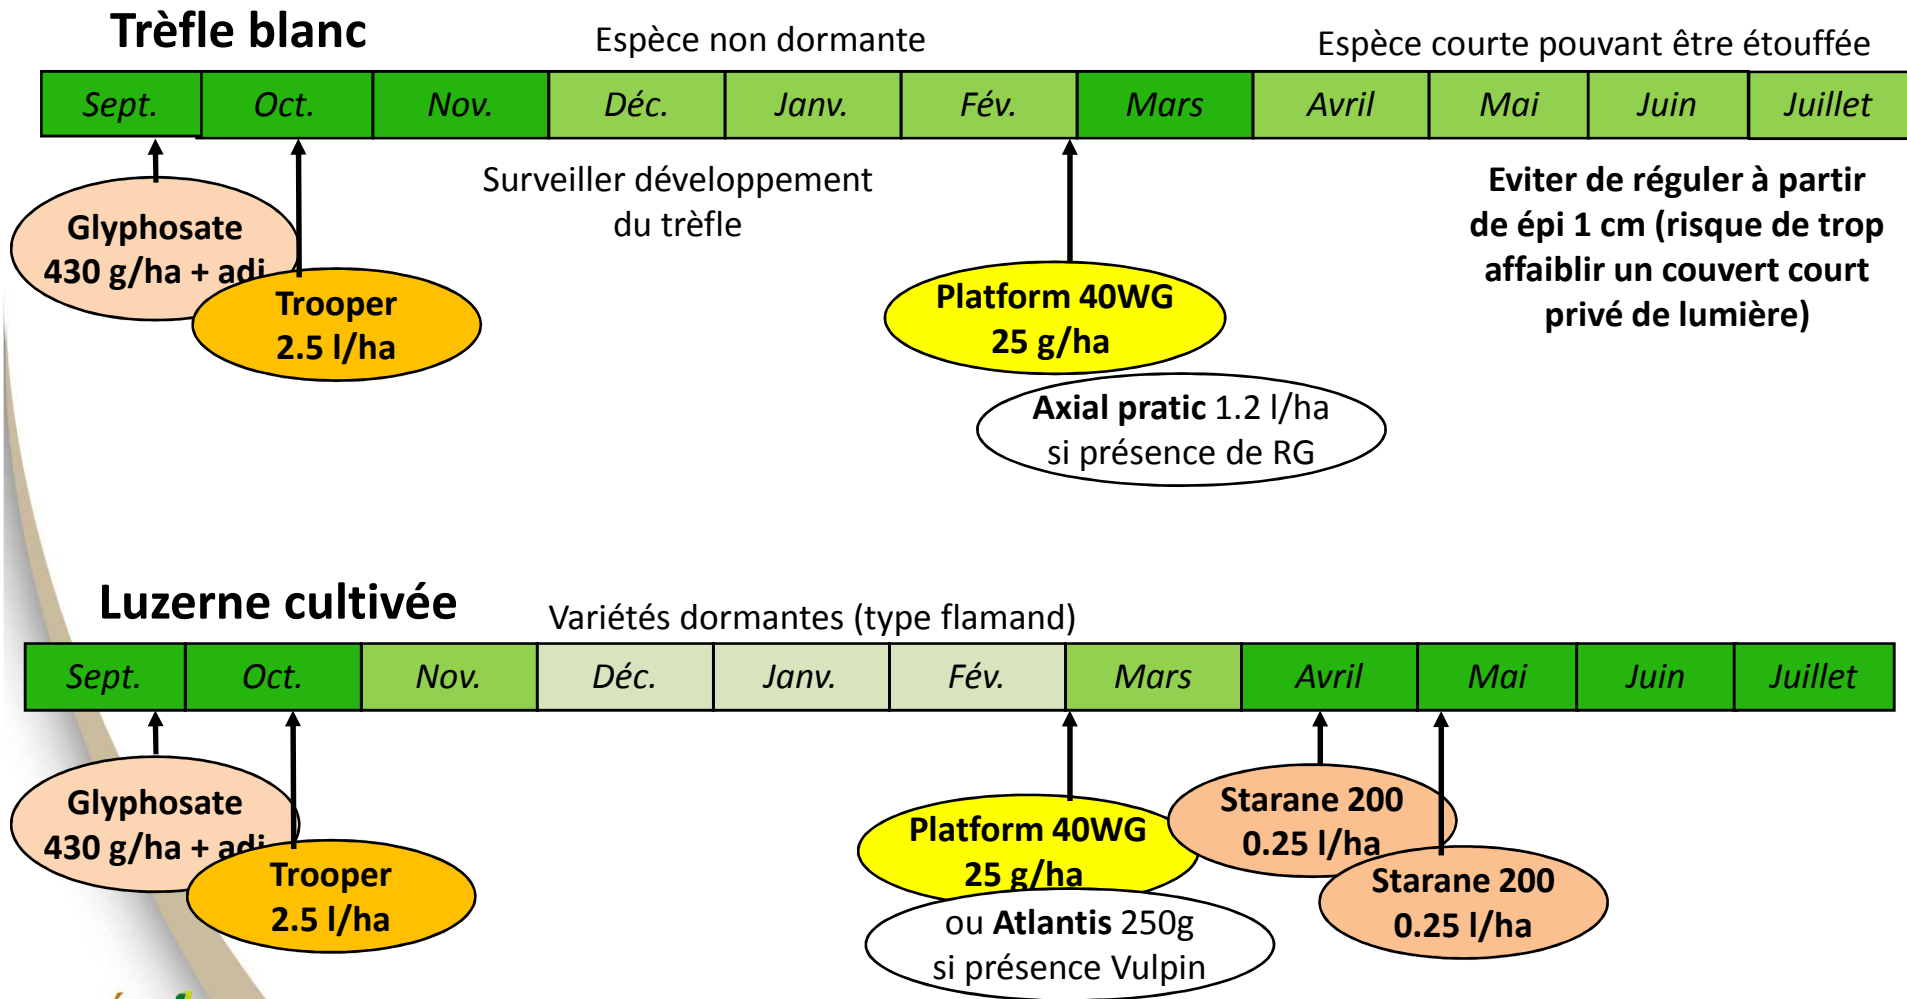 Trèfle blanc
Espèce non dormante
Espèce courte pouvant être étouffée
Sept. Oct. Nov. Déc. Janv. Fév. Mars Avril Mai Juin Juillet
Glyphosate
430 g/ha + adj
Trooper
2.5 l/ha
Surveiller développement
du trèfle
Platform 40WG
25 g/ha
Axial pratic 1.2 l/ha
si présence de RG
Eviter de réguler à partir
de épi 1 cm (risque de trop
affaiblir un couvert court
privé de lumière)
Luzerne cultivée
Variétés dormantes (type flamand)
Sept. Oct. Nov. Déc. Janv. Fév. Mars Avril Mai Juin Juillet
Glyphosate
430 g/ha + adj
Trooper
2.5 l/ha
Platform 40WG
25 g/ha
ou Atlantis 250g
si présence Vulpin
Starane 200
0.25 l/ha
Starane 200
0.25 l/ha